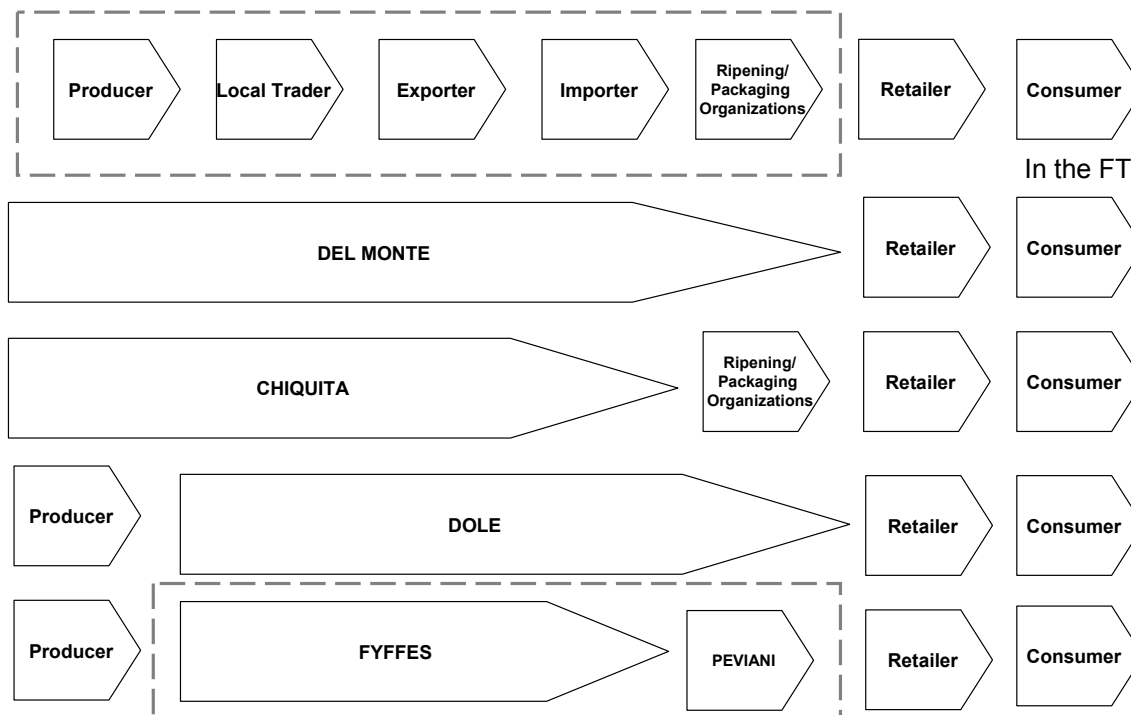 Producer
Local Trader
Exporter
Importer
Ripening/
Packaging
Organizations
Retailer
Consumer
In the FT
DEL MONTE
Retailer
Consumer
CHIQUITA
Ripening/
Packaging
Organizations
Retailer
Consumer
Producer
DOLE
Retailer
Consumer
Producer
FYFFES
PEVIANI
Retailer
Consumer